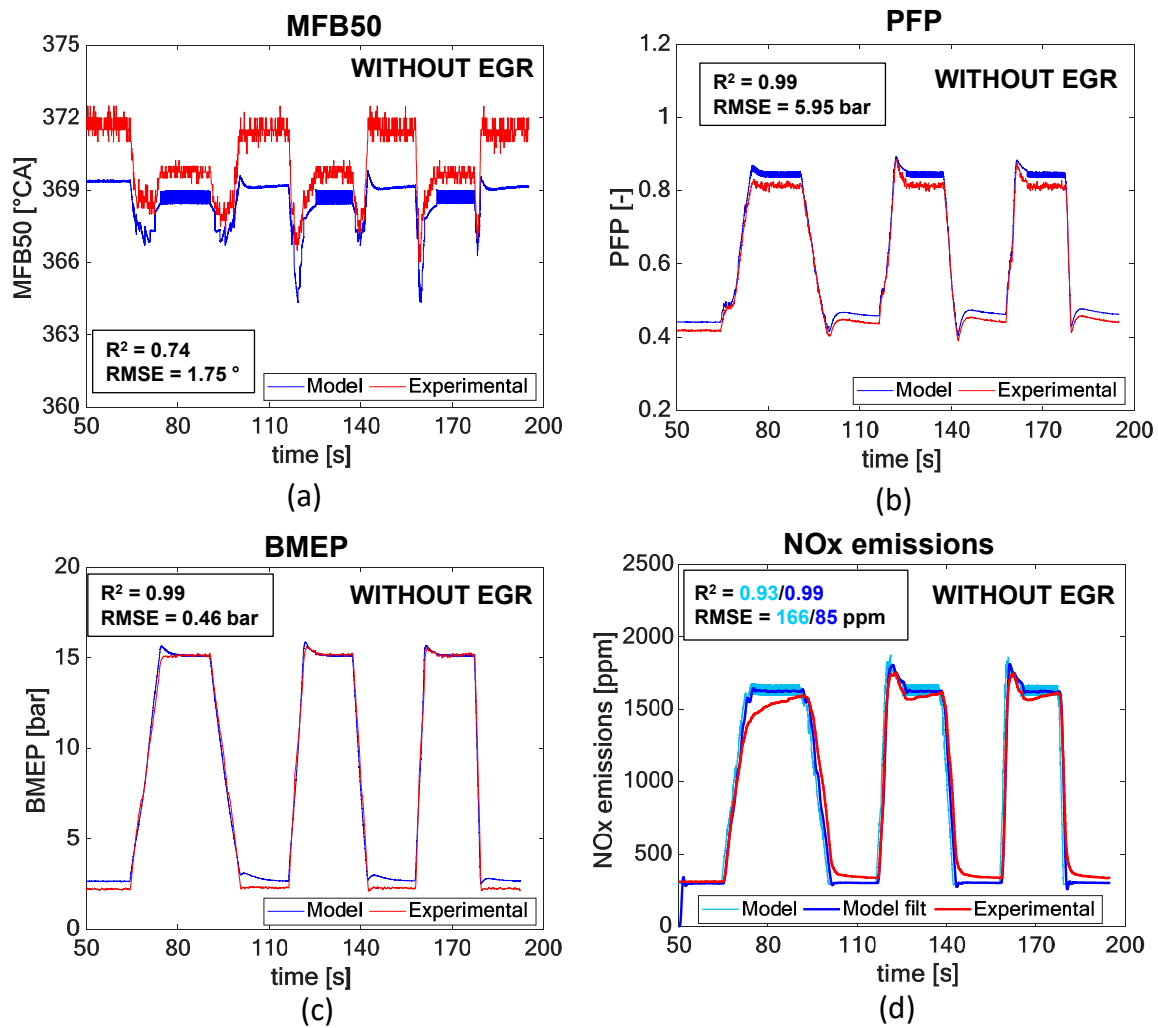 MFB50
WITHOUT EGR
375
372
369
366
363
360
MFB50 [°CA]
R² = 0.74
RMSE = 1.75 °
Model Experimental
50 80 110 140 170 200
time [s]
(a)
PFP
WITHOUT EGR
R² = 0.99
RMSE = 5.95 bar
1.2
1
0.8
0.6
0.4
0.2
PFP [-]
Model Experimental
50 80 110 140 170 200
time [s]
(b)
BMEP
WITHOUT EGR
R² = 0.99
RMSE = 0.46 bar
20
15
10
5
0
BMEP [bar]
Model Experimental
50 80 110 140 170 200
time [s]
(c)
NOx emissions
WITHOUT EGR
R² = 0.93/0.99
RMSE = 166/85 ppm
2500
2000
1500
1000
500
0
NOx emissions [ppm]
Model Model filt Experimental
50 80 110 140 170 200
time [s]
(d)